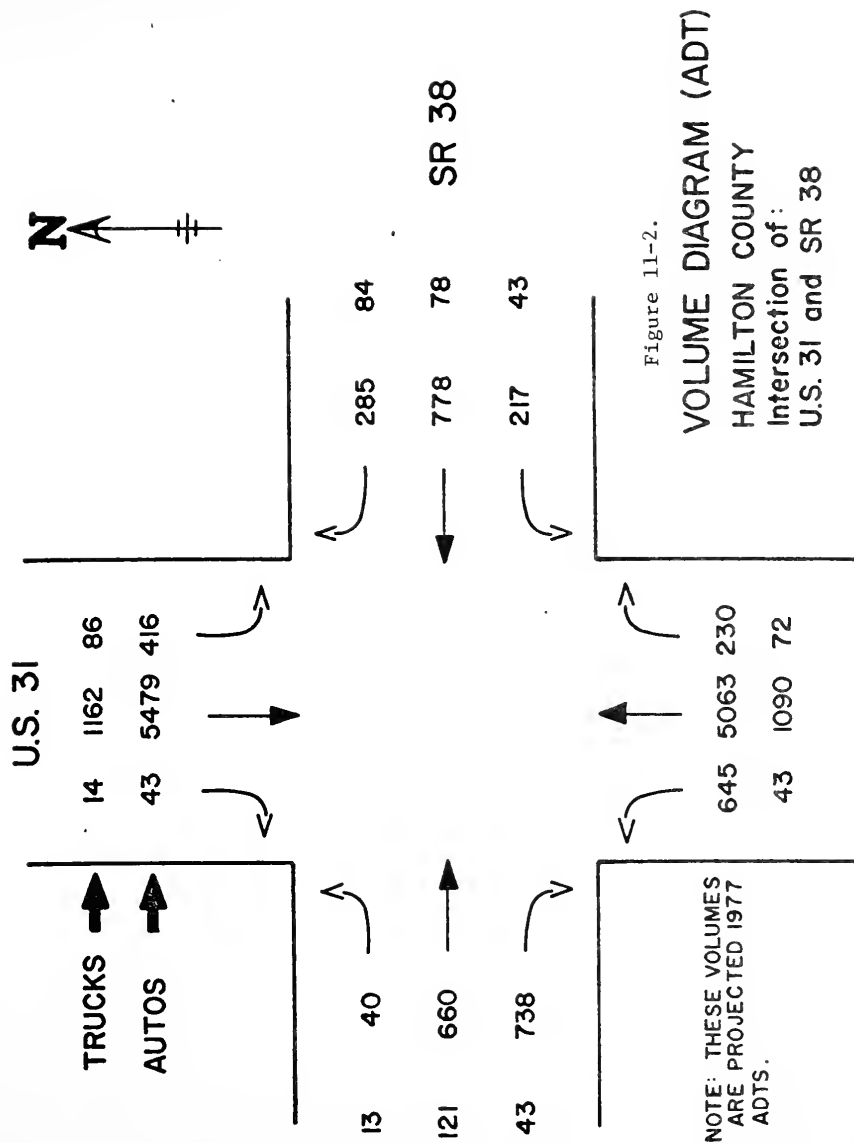 U.S. 31
N
TRUCKS 14 1162 86
AUTOS 43 5479 416
SR 38
13 40
121 660
43 738
285 84
778 78
217 43
645 5063 230
43 1090 72
NOTE: THESE VOLUMES
ARE PROJECTED 1977
ADTS.
Figure 11-2.
VOLUME DIAGRAM (ADT)
HAMILTON COUNTY
Intersection of:
U.S. 31 and SR 38